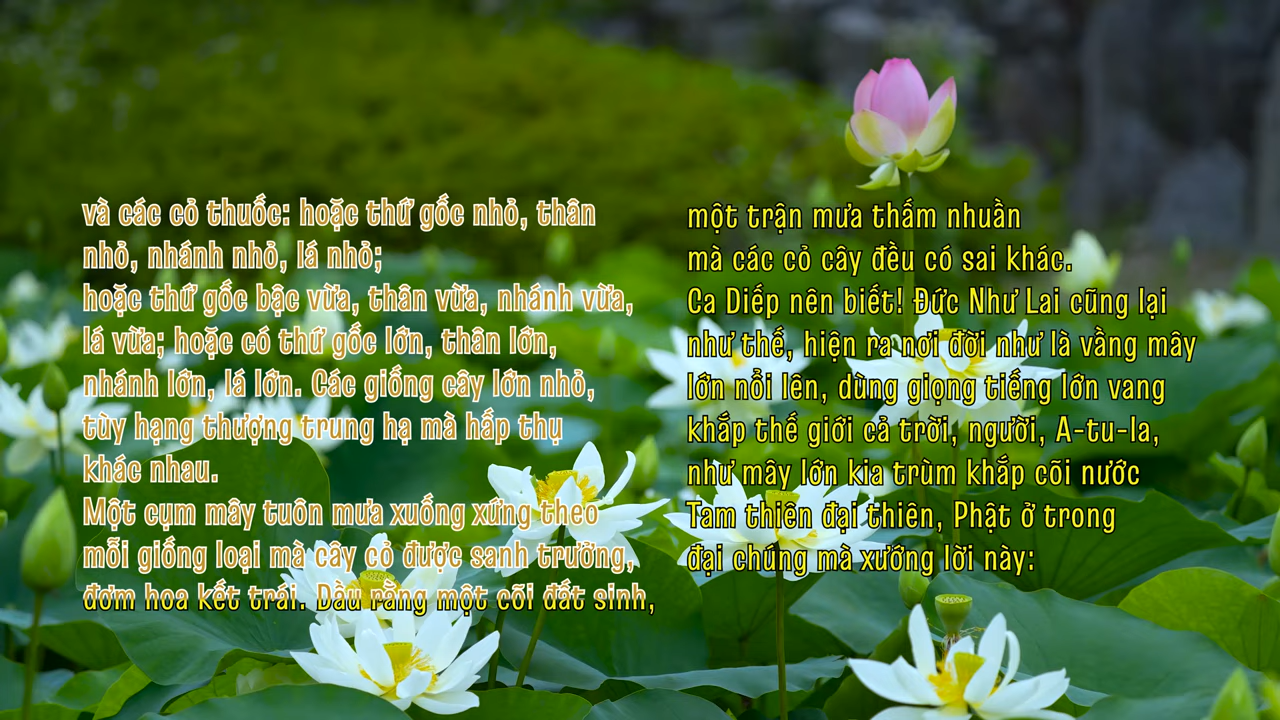 và các cỏ thuốc: hoặc thứ gốc nhỏ, thân
nhỏ, nhánh nhỏ, lá nhỏ;
hoặc thứ gốc bậc vừa, thân vừa, nhánh vừa,
lá vừa; hoặc có thứ gốc lớn, thân lớn,
nhánh lớn, lá lớn. Các giống cây lớn nhỏ,
tùy hạng thượng trung hạ mà hấp thụ
khác nhau.
Một cụm mây tuôn mưa xuống xứng theo
mỗi giống loại mà cây cỏ được sanh trưởng,
đơm hoa kết trái. Dầu rằng một cõi đất sinh,
một trận mưa thấm nhuần
mà các cỏ cây đều có sai khác.
Ca Diếp nên biết! Đức Như Lai cũng lại
như thế, hiện ra nơi đời như là vầng mây
lớn nổi lên, dùng giọng tiếng lớn vang
khắp thế giới cả trời, người, A-tu-la,
như mây lớn kia trùm khắp cõi nước
Tam thiên đại thiên, Phật ở trong
đại chúng mà xướng lời này: